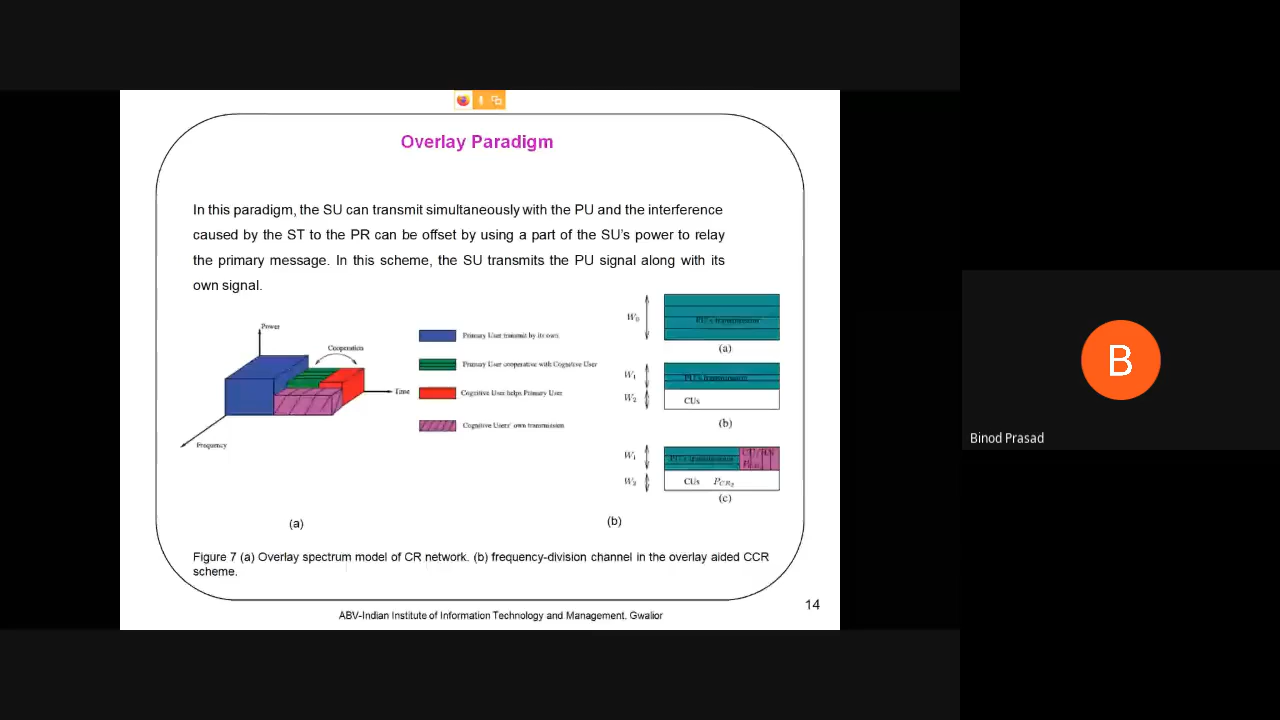 Overlay Paradigm
In this paradigm, the SU can transmit simultaneously with the PU and the interference
caused by the ST to the PR can be offset by using a part of the SU's power to relay
the primary message. In this scheme, the SU transmits the PU signal along with its
own signal.
Power
Cooperation
Time
Frequency
Primary User transmit by its own
Primary User cooperative with Cognitive User
Cognitive User helps Primary User
Cognitive Users' own transmission
W0
(a)
W1
W2
CUs
(b)
W1
W2
CUs PCR2
(c)
(a)
(b)
Figure 7 (a) Overlay spectrum model of CR network. (b) frequency-division channel in the overlay aided CCR
scheme.
14
ABV-Indian Institute of Information Technology and Management, Gwalior
B
Binod Prasad